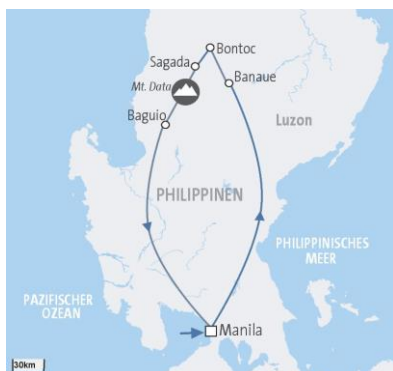 Bontoc
Sagada
Banaue
Mt. Data
Baguio
Luzon
PHILIPPINEN
PHILIPPINISCHES
MEER
PAZIFISCHER
OZEAN
Manila
30km